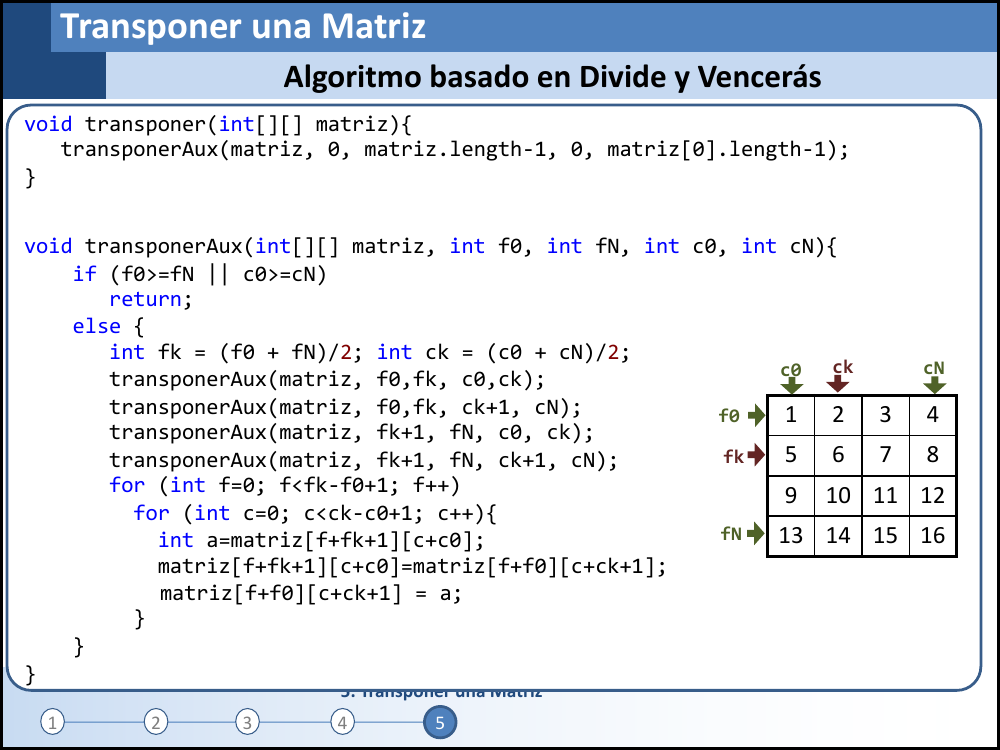 Transponer una Matriz
Algoritmo basado en Divide y Vencerás
void transponer(int[][] matriz){
transponerAux(matriz, 0, matriz.length-1, 0, matriz[0].length-1);
}
void transponerAux(int[][] matriz, int f0, int fN, int c0, int cN){
if (f0>=fN || c0>=cN)
return;
else {
int fk = (f0 + fN)/2; int ck = (c0 + cN)/2;
transponerAux(matriz, f0,fk, c0,ck);
transponerAux(matriz, f0,fk, ck+1, cN);
transponerAux(matriz, fk+1, fN, c0, ck);
transponerAux(matriz, fk+1, fN, ck+1, cN);
for (int f=0; f<fk-f0+1; f++)
for (int c=0; c<ck-c0+1; c++){
int a=matriz[f+fk+1][c+c0];
matriz[f+fk+1][c+c0]=matriz[f+f0][c+ck+1];
matriz[f+f0][c+ck+1] = a;
}
}
}
c0 ck cN
f0 1 2 3 4
fk 5 6 7 8
9 10 11 12
fN 13 14 15 16
5. Transponer una Matriz
1 2 3 4 5